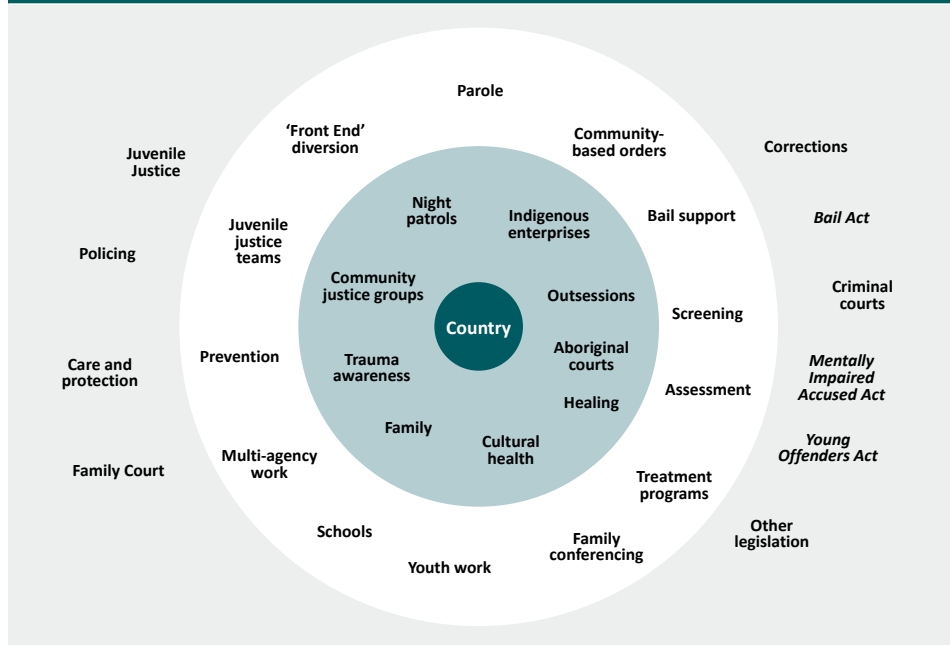 Parole
‘Front End’
diversion
Community-
based orders
Juvenile
Justice
Corrections
Night
patrols
Indigenous
enterprises
Bail support
Bail Act
Juvenile
justice
teams
Policing
Community
justice groups
Outsessions
Criminal
courts
Screening
Country
Prevention
Care and
protection
Trauma
awareness
Aboriginal
courts
Mentally
Impaired
Accused Act
Assessment
Healing
Family
Cultural
health
Young
Offenders Act
Family Court
Multi-agency
work
Treatment
programs
Schools
Youth work
Family
conferencing
Other
legislation